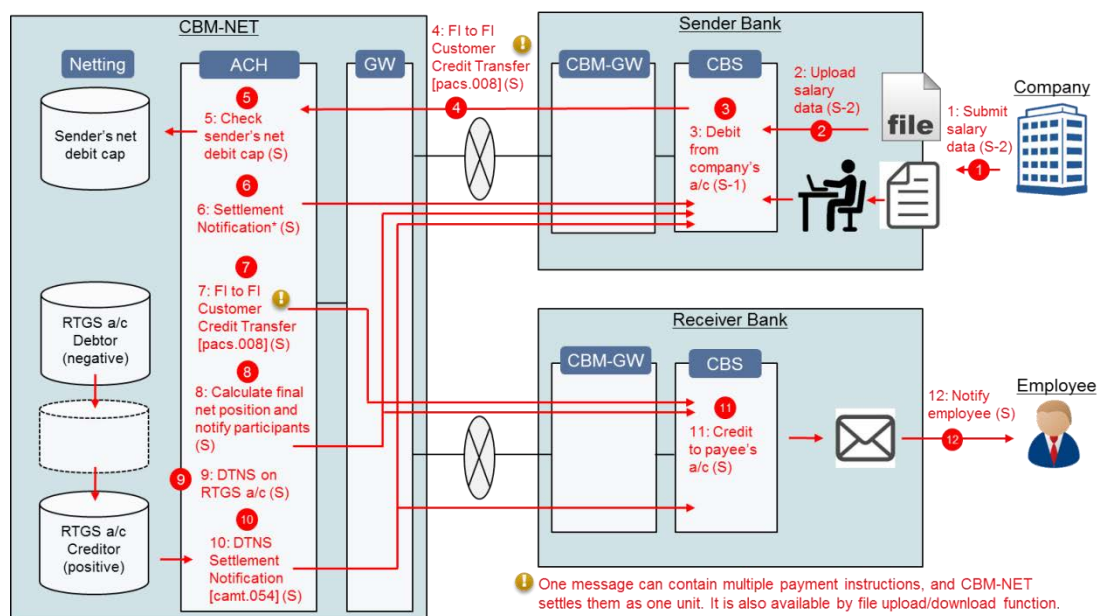 CBM-NET
Netting
ACH
GW
Sender's net
debit cap
5
5: Check
sender's net
debit cap (S)
6
6: Settlement
Notification* (S)
7
7: FI to FI
Customer
Credit Transfer
[pacs.008] (S)
8
8: Calculate final
net position and
notify participants
(S)
9
9: DTNS on
RTGS a/c (S)
10
10: DTNS
Settlement
Notification
[camt.054] (S)
RTGS a/c
Debtor
(negative)
RTGS a/c
Creditor
(positive)
4: FI to FI
Customer
Credit Transfer
[pacs.008] (S)
4
Sender Bank
CBM-GW
CBS
3
3: Debit
from
company's
a/c (S-1)
2: Upload
salary
data (S-2)
2
file
Company
1: Submit
salary
data (S-2)
1
Receiver Bank
CBM-GW
CBS
11
11: Credit
to payee's
a/c (S)
12: Notify
employee (S)
12
Employee
! One message can contain multiple payment instructions, and CBM-NET
settles them as one unit. It is also available by file upload/download function.